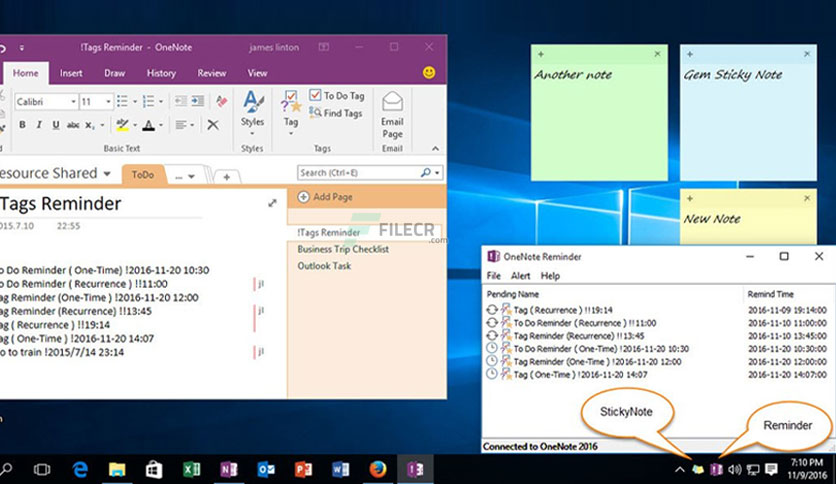 !Tags Reminder - OneNote
james linton
Home
Insert
Draw
History
Review
View
Calibri
11
B I U abc x₂ A
Basic Text
Styles
Styles
Tag
To Do Tag
Find Tags
Tags
Email
Page
Email
esource Shared
ToDo
...
Search (Ctrl+E)
Tags Reminder
015.7.10 22:55
o Do Reminder ( One-Time) !2016-11-20 10:30
o Do Reminder ( Recurrence ) !!11:00
ag Reminder (One-Time ) !2016-11-20 12:00
ag Reminder (Recurrence) !!13:45
ag ( Recurrence ) !!19:14
ag ( One-Time ) !2016-11-20 14:07
o to train !2015/7/14 23:14
jl
jl
jl
Add Page
!Tags Reminder
Business Trip Checklist
Outlook Task
FILECR
.com
Another note
Gem Sticky Note
New Note
OneNote Reminder
File Alert Help
Pending Name Remind Time
Tag ( Recurrence ) !!19:14 2016-11-09 19:14:00
To Do Reminder ( Recurrence ) !!11:00 2016-11-10 11:00:00
Tag Reminder (Recurrence) !!13:45 2016-11-10 13:45:00
To Do Reminder ( One-Time) !2016-11-20 10:30 2016-11-20 10:30:00
Tag Reminder (One-Time ) !2016-11-20 12:00 2016-11-20 12:00:00
Tag ( One-Time ) !2016-11-20 14:07 2016-11-20 14:07:00
StickyNote
Reminder
Connected to OneNote 2016
7:10 PM
11/9/2016